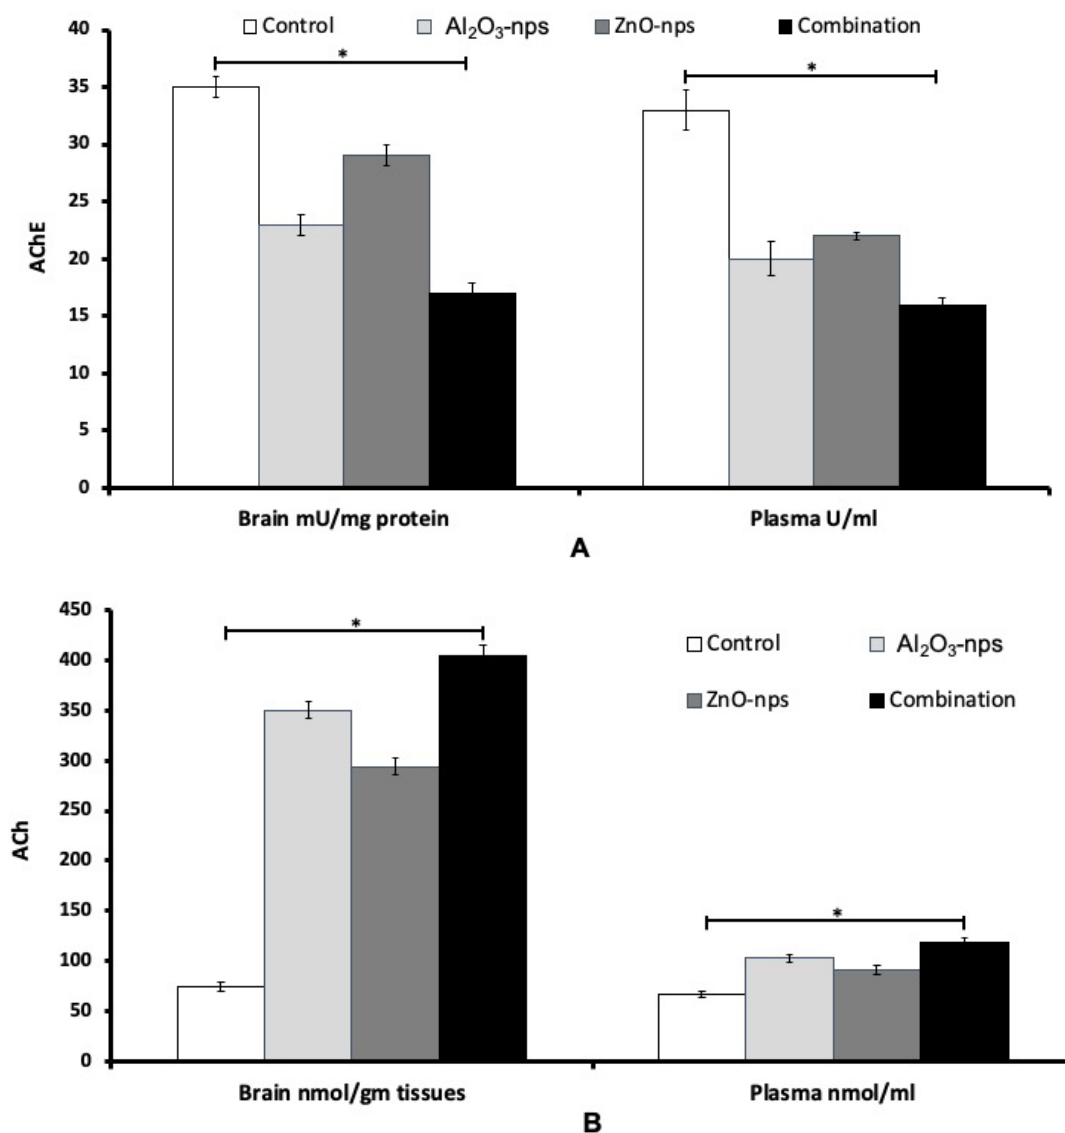 Control Al₂O₃-nps ZnO-nps Combination
40
35
30
25
20
15
10
5
0
AChE
*
*
Brain mU/mg protein Plasma U/ml
A
450
400
350
300
250
200
150
100
50
0
ACh
*
*
Control Al₂O₃-nps
ZnO-nps Combination
Brain nmol/gm tissues Plasma nmol/ml
B